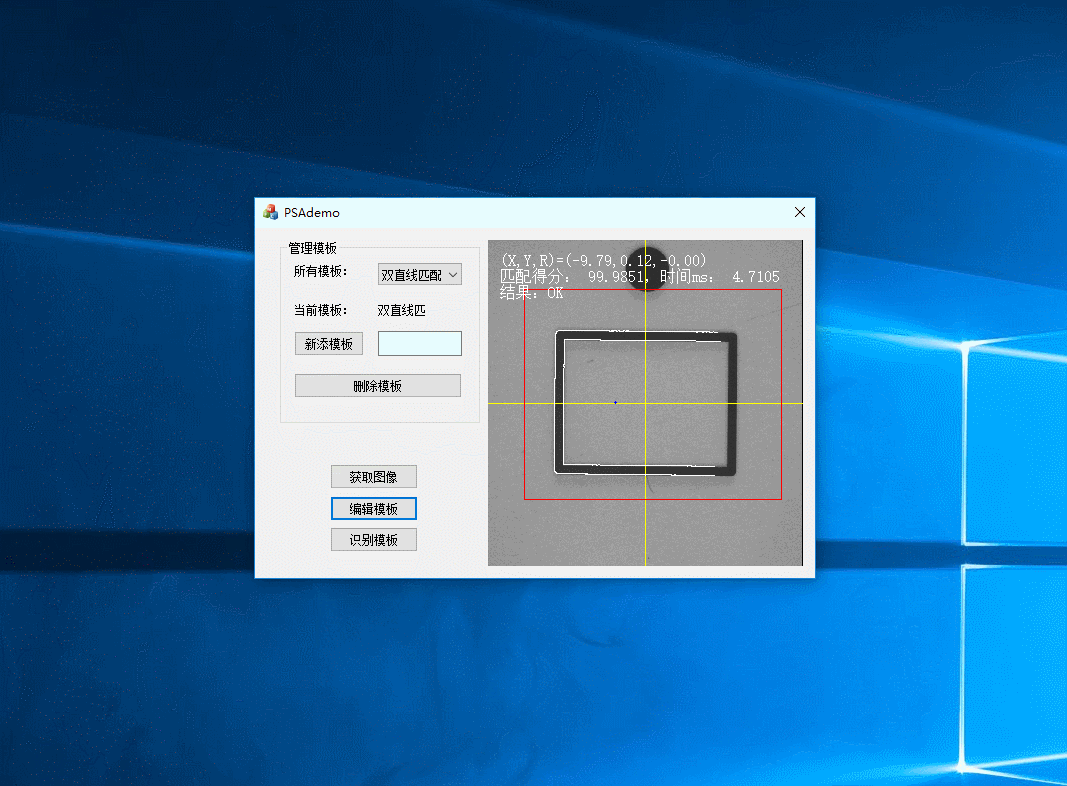 PSAdemo
管理模板
所有模板：
双直线匹配
当前模板：
双直线匹
新添模板
删除模板
获取图像
编辑模板
识别模板
(X,Y,R)=(-9.79,0.12,-0.00)
匹配得分： 99.9851, 时间ms： 4.7105
结果：OK